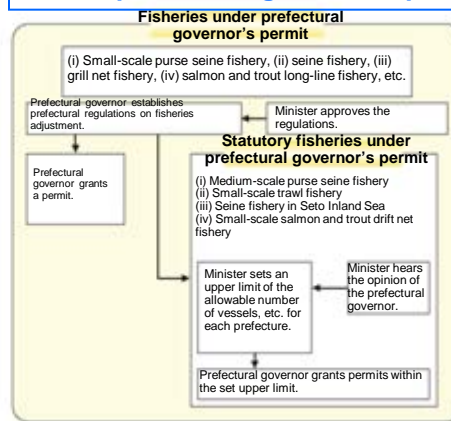 Fisheries under prefectural
governor's permit
(i) Small-scale purse seine fishery, (ii) seine fishery, (iii)
grill net fishery, (iv) salmon and trout long-line fishery, etc.
Prefectural governor establishes
prefectural regulations on fisheries
adjustment.
Minister approves the
regulations.
Prefectural
governor grants
a permit.
Statutory fisheries under
prefectural governor's permit
(i) Medium-scale purse seine fishery
(ii) Small-scale trawl fishery
(iii) Seine fishery in Seto Inland Sea
(iv) Small-scale salmon and trout drift net
fishery
Minister sets an
upper limit of the
allowable number
of vessels, etc. for
each prefecture.
Minister hears
the opinion of
the prefectural
governor.
Prefectural governor grants permits within
the set upper limit.